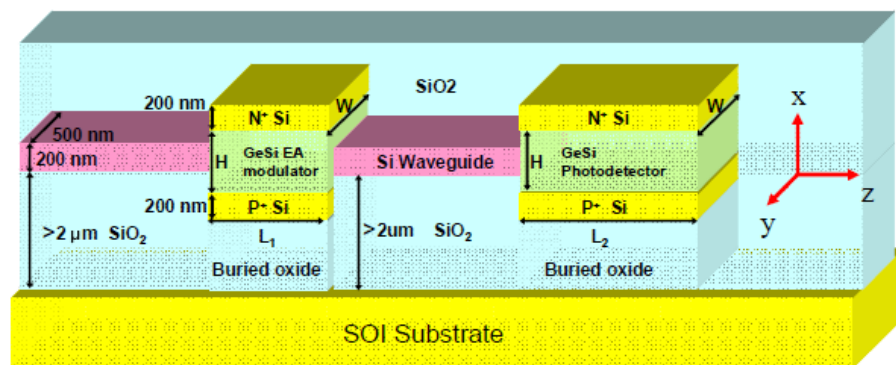 SiO2
200 nm
N⁺ Si
W
500 nm
200 nm
H
GeSi EA
modulator
Si Waveguide
200 nm
P⁺ Si
L₁
>2 μm SiO₂
Buried oxide
>2um SiO₂
N⁺ Si
W
H
GeSi
Photodetector
P⁺ Si
L₂
Buried oxide
x
y
z
SOI Substrate